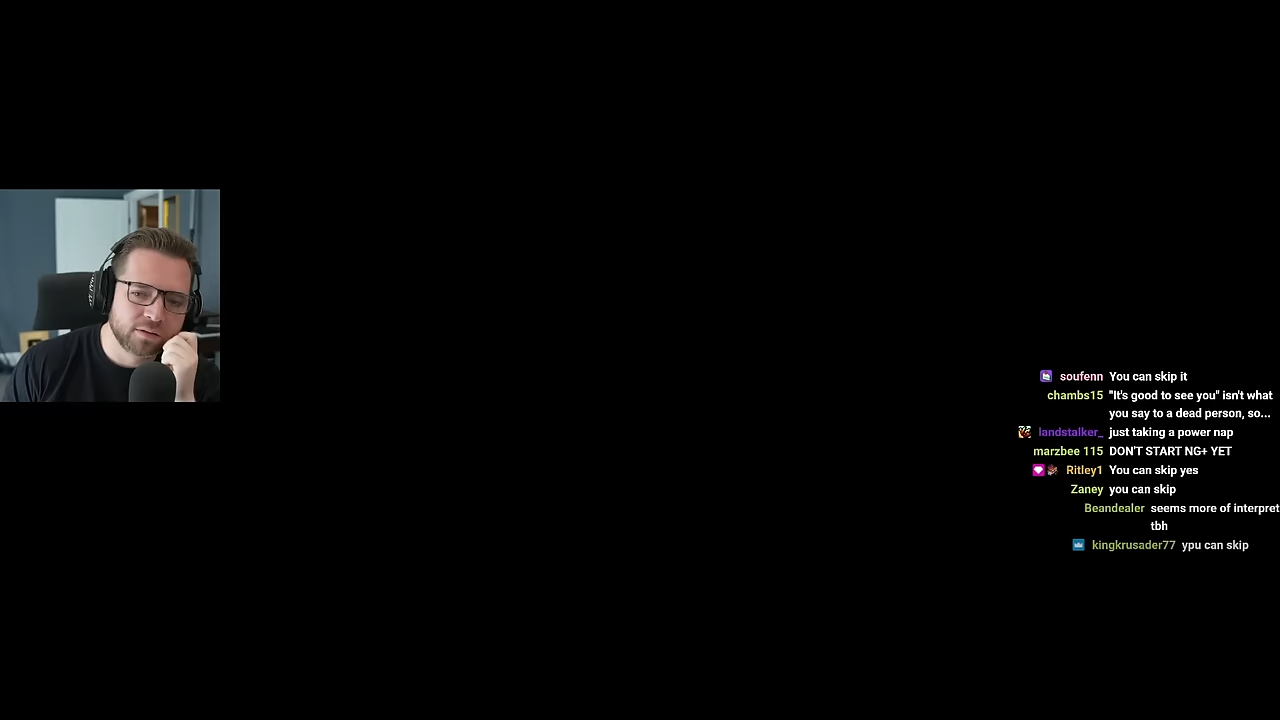 soufenn You can skip it
chambs15 "It's good to see you" isn't what
you say to a dead person, so...
landstalker_ just taking a power nap
marzbee 115 DON'T START NG+ YET
Ritley1 You can skip yes
Zaney you can skip
Beandealer seems more of interpret
tbh
kingkrusader77 ypu can skip